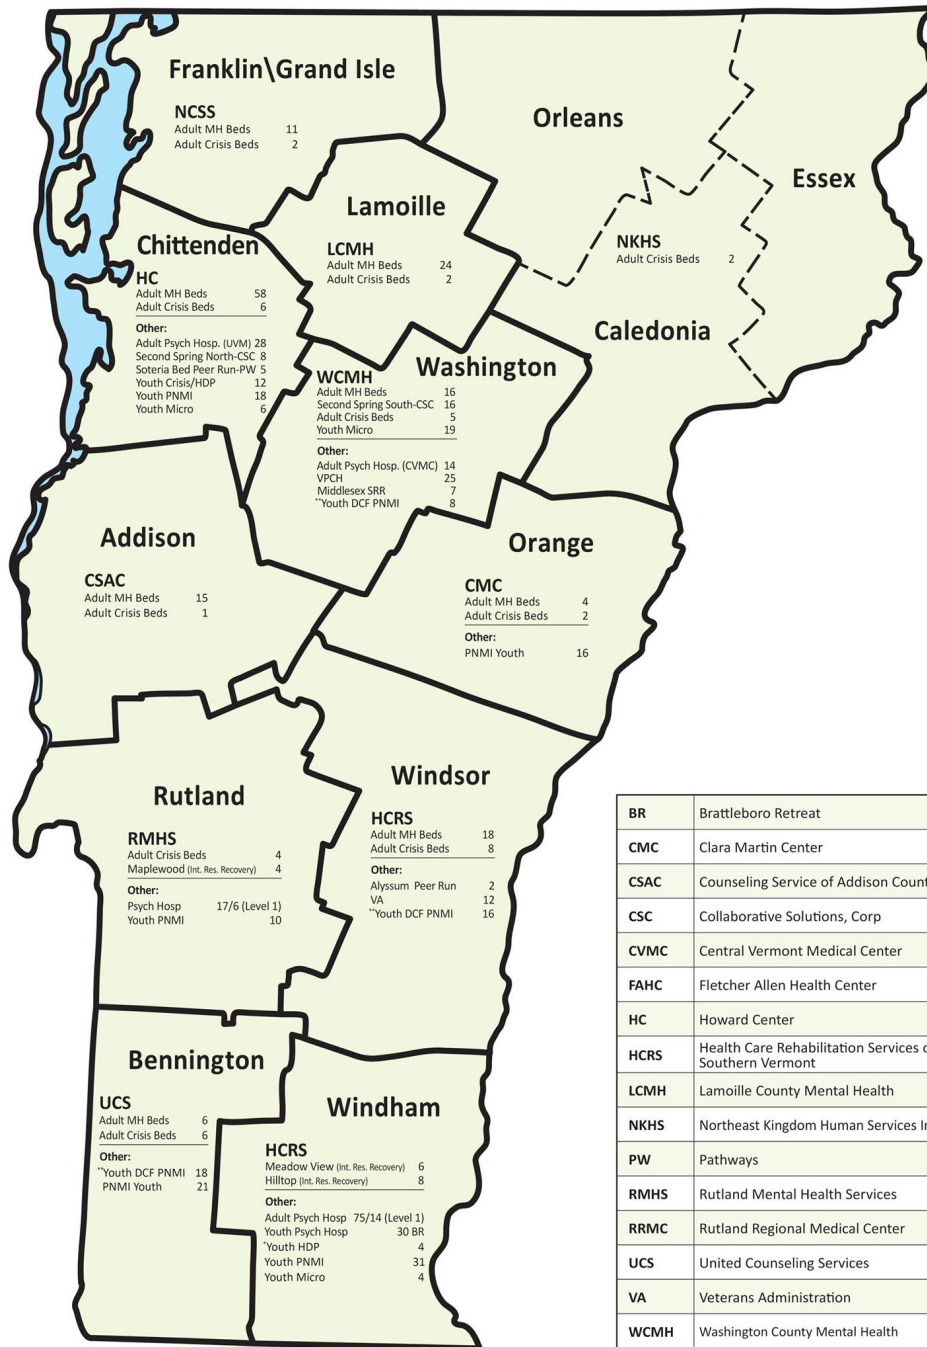 Franklin\Grand Isle
NCSS
Adult MH Beds 11
Adult Crisis Beds 2
Orleans
Essex
Lamoille
LCMH
Adult MH Beds 24
Adult Crisis Beds 2
NKHS
Adult Crisis Beds 2
Caledonia
Chittenden
HC
Adult MH Beds 58
Adult Crisis Beds 6
Other:
Adult Psych Hosp. (UVM) 28
Second Spring North-CSC 8
Soteria Bed Peer Run-PW 5
Youth Crisis/HDP 12
Youth PNMI 18
Youth Micro 6
Washington
WCMH
Adult MH Beds 16
Second Spring South-CSC 16
Adult Crisis Beds 5
Youth Micro 19
Other:
Adult Psych Hosp. (CVMC) 14
VPCH 25
Middlesex SRR 7
**Youth DCF PNMI 8
Addison
CSAC
Adult MH Beds 15
Adult Crisis Beds 1
Orange
CMC
Adult MH Beds 4
Adult Crisis Beds 2
Other:
PNMI Youth 16
Rutland
RMHS
Adult Crisis Beds 4
Maplewood (Int. Res. Recovery) 4
Other:
Psych Hosp 17/6 (Level 1)
Youth PNMI 10
Windsor
HCRS
Adult MH Beds 18
Adult Crisis Beds 8
Other:
Alyssum Peer Run 2
VA 12
**Youth DCF PNMI 16
Bennington
UCS
Adult MH Beds 6
Adult Crisis Beds 6
Other:
**Youth DCF PNMI 18
PNMI Youth 21
Windham
HCRS
Meadow View (Int. Res. Recovery) 6
Hilltop (Int. Res. Recovery) 8
Other:
Adult Psych Hosp 75/14 (Level 1)
Youth Psych Hosp 30 BR
*Youth HDP 4
Youth PNMI 31
Youth Micro 4
BR Brattleboro Retreat
CMC Clara Martin Center
CSAC Counseling Service of Addison
CSC Collaborative Solutions, Corp
CVMC Central Vermont Medical Center
FAHC Fletcher Allen Health Center
HC Howard Center
HCRS Health Care Rehabilitation Services
Southern Vermont
LCMH Lamoille County Mental Health
NKHS Northeast Kingdom Human Services
PW Pathways
RMHS Rutland Mental Health Services
RRMC Rutland Regional Medical Center
UCS United Counseling Services
VA Veterans Administration
WCMH Washington County Mental Health